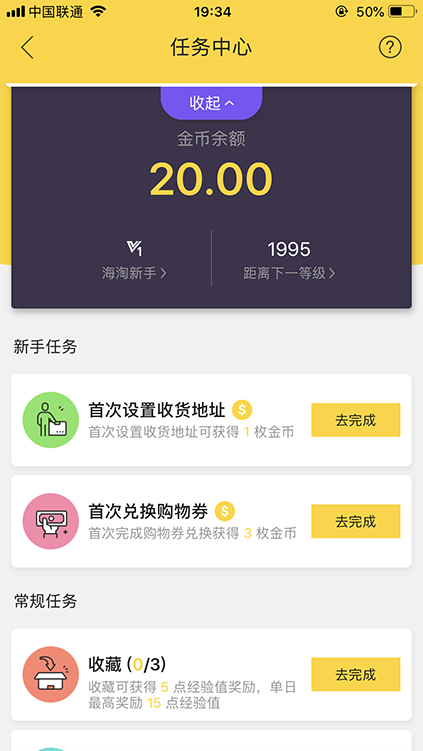 中国联通 19:34 50%
任务中心 ?
收起
金币余额
20.00
V1 1995
海淘新手 距离下一等级
新手任务
首次设置收货地址 $
首次设置收货地址可获得 1 枚金币
去完成
首次兑换购物券 $
首次完成购物券兑换获得 3 枚金币
去完成
常规任务
收藏 (0/3)
收藏可获得 5 点经验值奖励，单日
最高奖励 15 点经验值
去完成